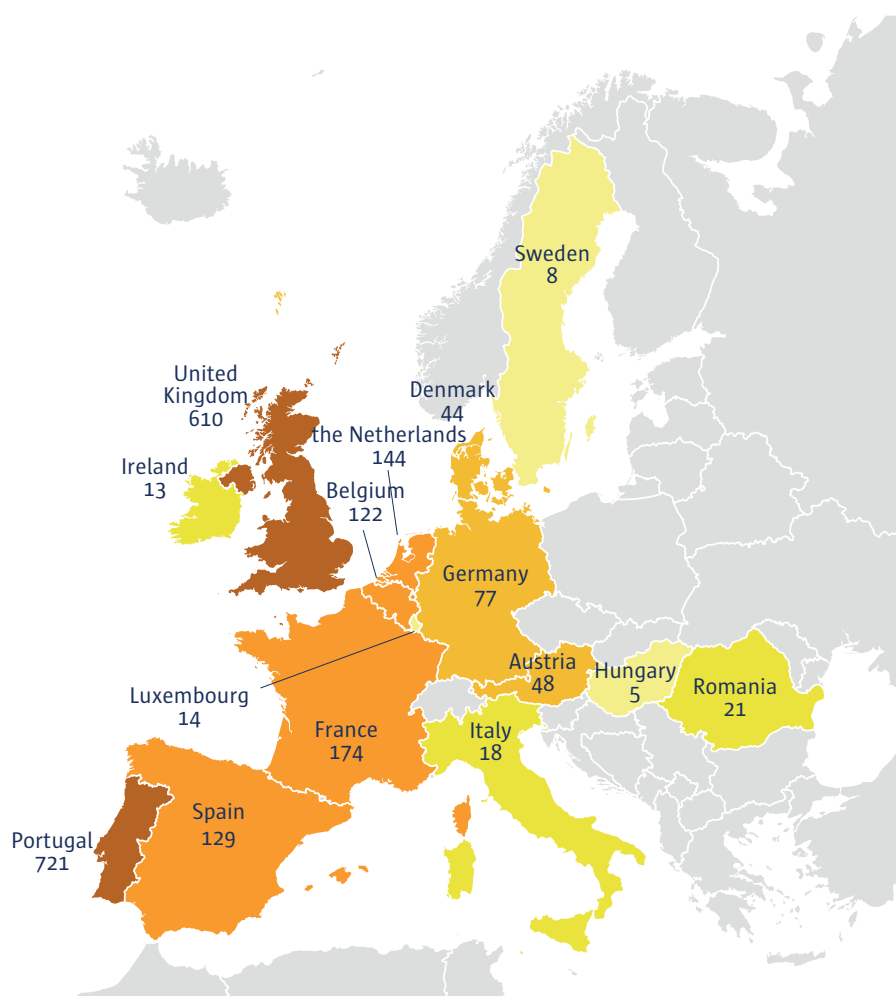 Sweden
8
United
Kingdom
610
Denmark
44
the Netherlands
144
Ireland
13
Belgium
122
Germany
77
Austria
48
Hungary
5
Romania
21
Luxembourg
14
France
174
Italy
18
Spain
129
Portugal
721